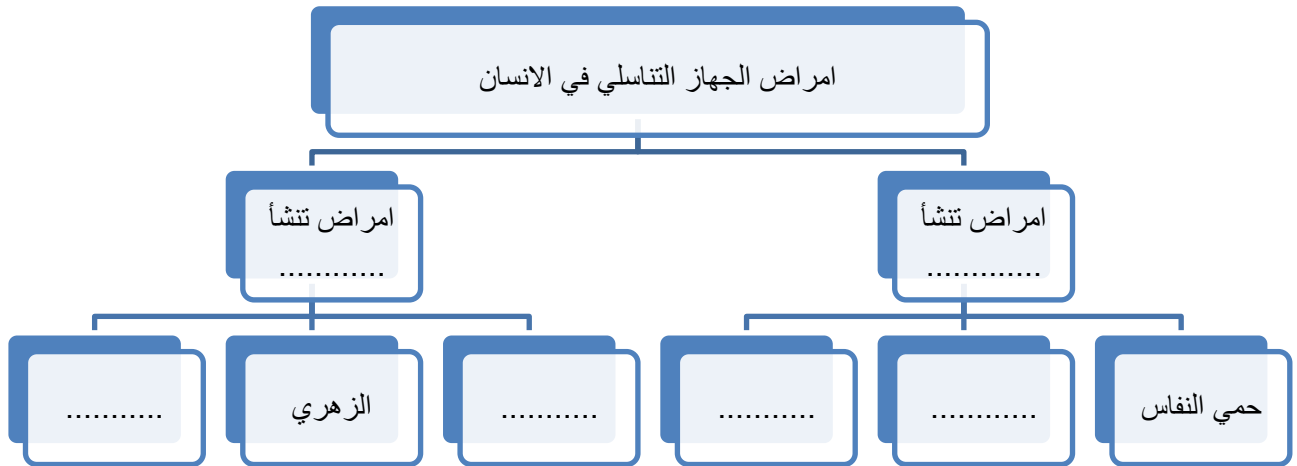 امراض الجهاز التناسلي في الانسان
امراض تنشأ
.............
امراض تنشأ
............
حمي النفاس
............
...........
...........
الزهري
...........